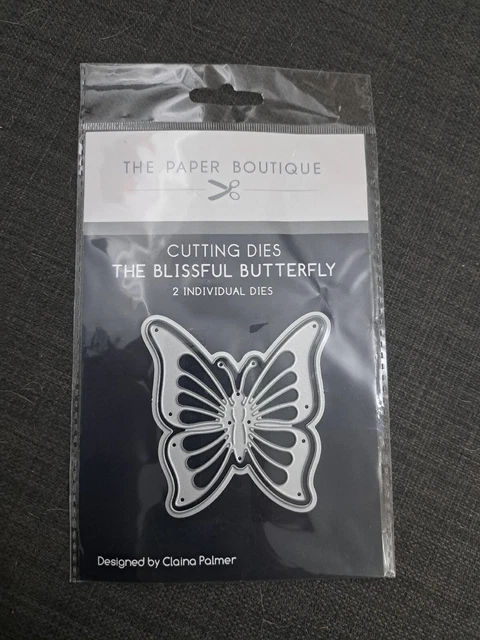 THE PAPER BOUTIQUE
CUTTING DIES
THE BLISSFUL BUTTERFLY
2 INDIVIDUAL DIES
Designed by Claina Palmer